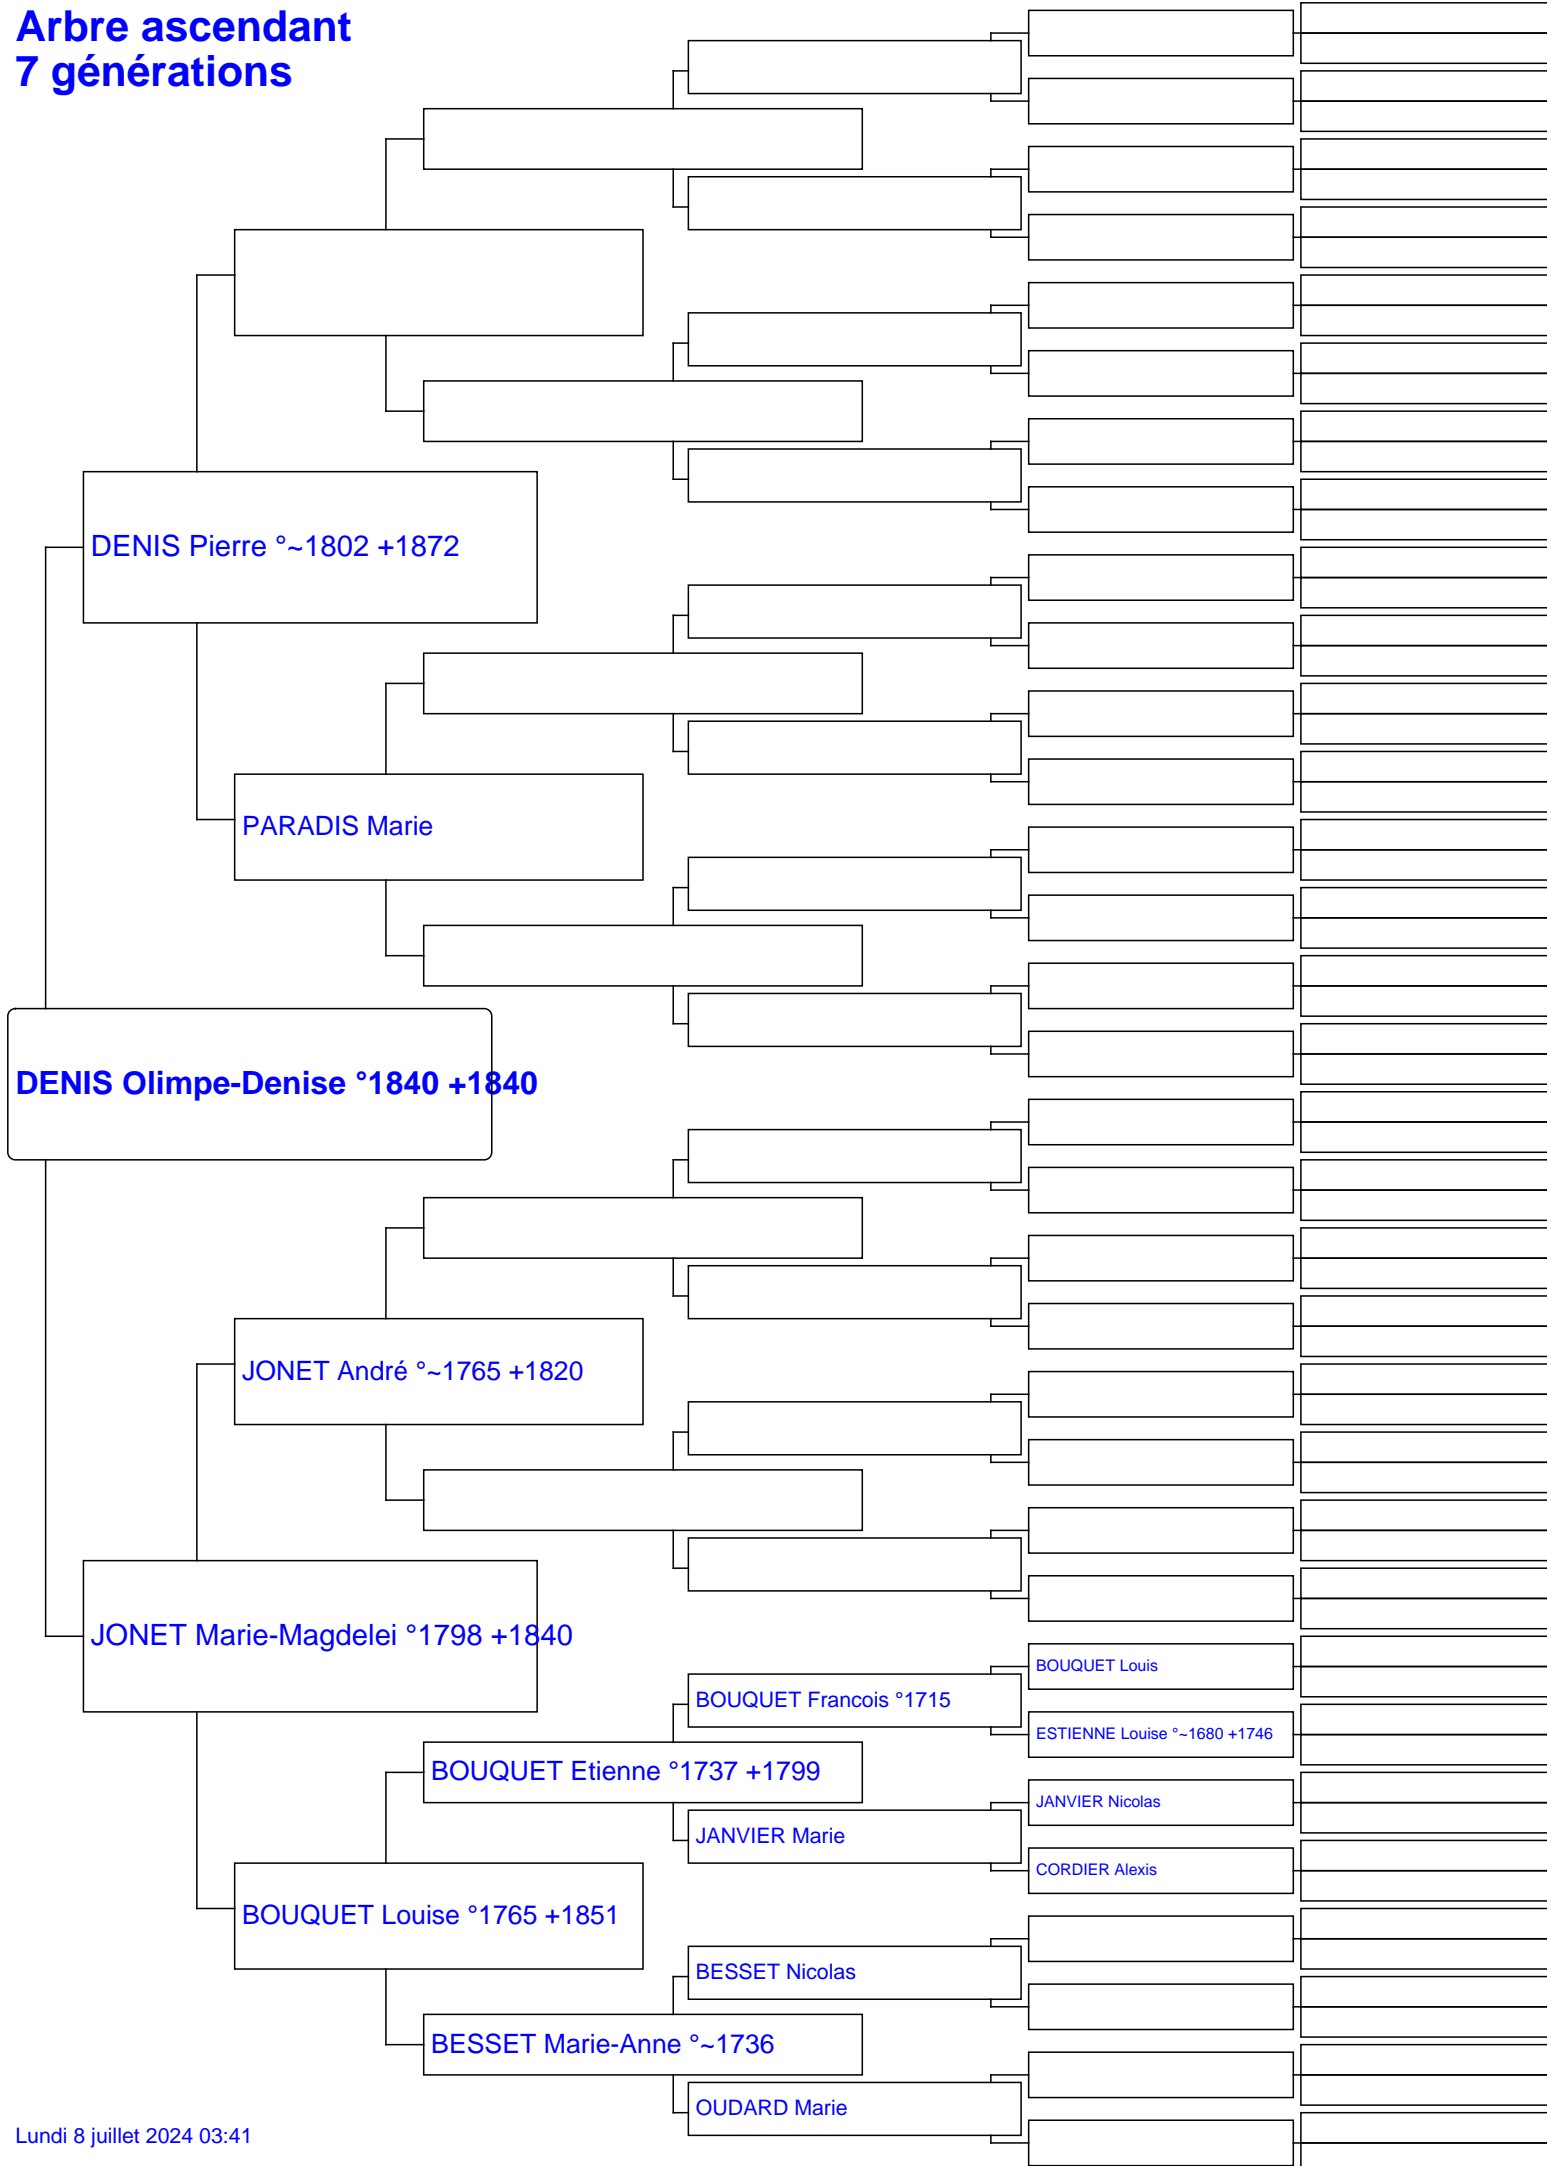 Arbre ascendant
7 générations
DENIS Pierre °~1802 +1872
PARADIS Marie
DENIS Olimpe-Denise °1840 +1840
JONET André °~1765 +1820
JONET Marie-Magdelei °1798 +1840
BOUQUET Louis
BOUQUET Francois °1715
ESTIENNE Louise °~1680 +1746
BOUQUET Etienne °1737 +1799
JANVIER Nicolas
JANVIER Marie
CORDIER Alexis
BOUQUET Louise °1765 +1851
BESSET Nicolas
BESSET Marie-Anne °~1736
OUDARD Marie
Lundi 8 juillet 2024 03:41